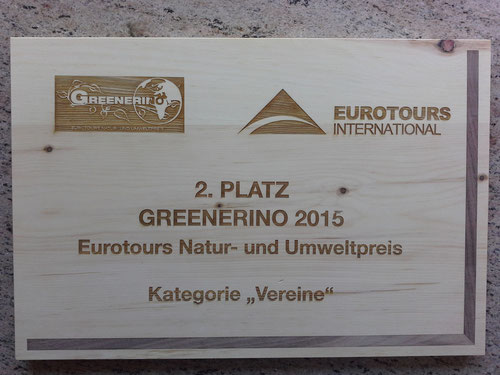 GREENERINO
EUROTOURS
INTERNATIONAL
2. PLATZ
GREENERINO 2015
Eurotours Natur- und Umweltpreis
Kategorie „Vereine“